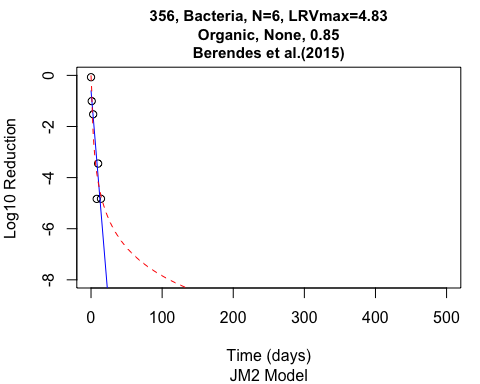 356, Bacteria, N=6, LRVmax=4.83
Organic, None, 0.85
Berendes et al.(2015)
Log10 Reduction
0
-2
-4
-6
-8
0 100 200 300 400 500
Time (days)
JM2 Model